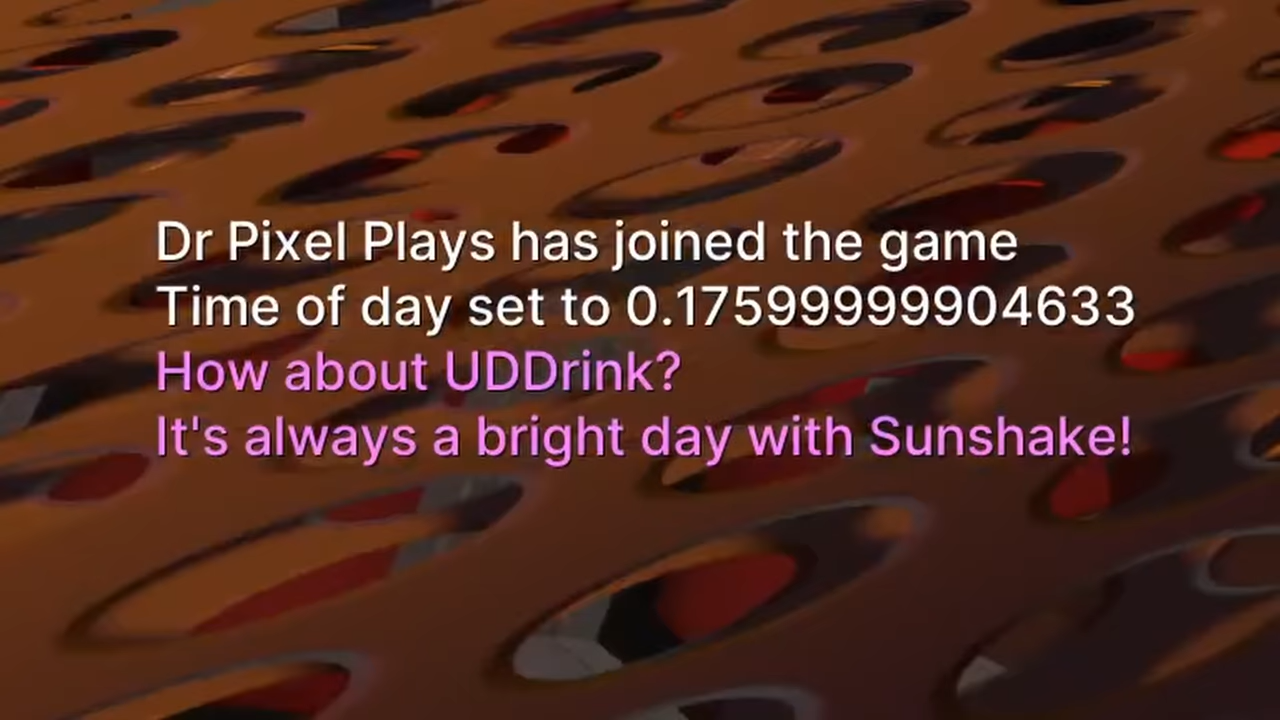 Dr Pixel Plays has joined the game
Time of day set to 0.17599999904633
How about UDDrink?
It's always a bright day with Sunshake!